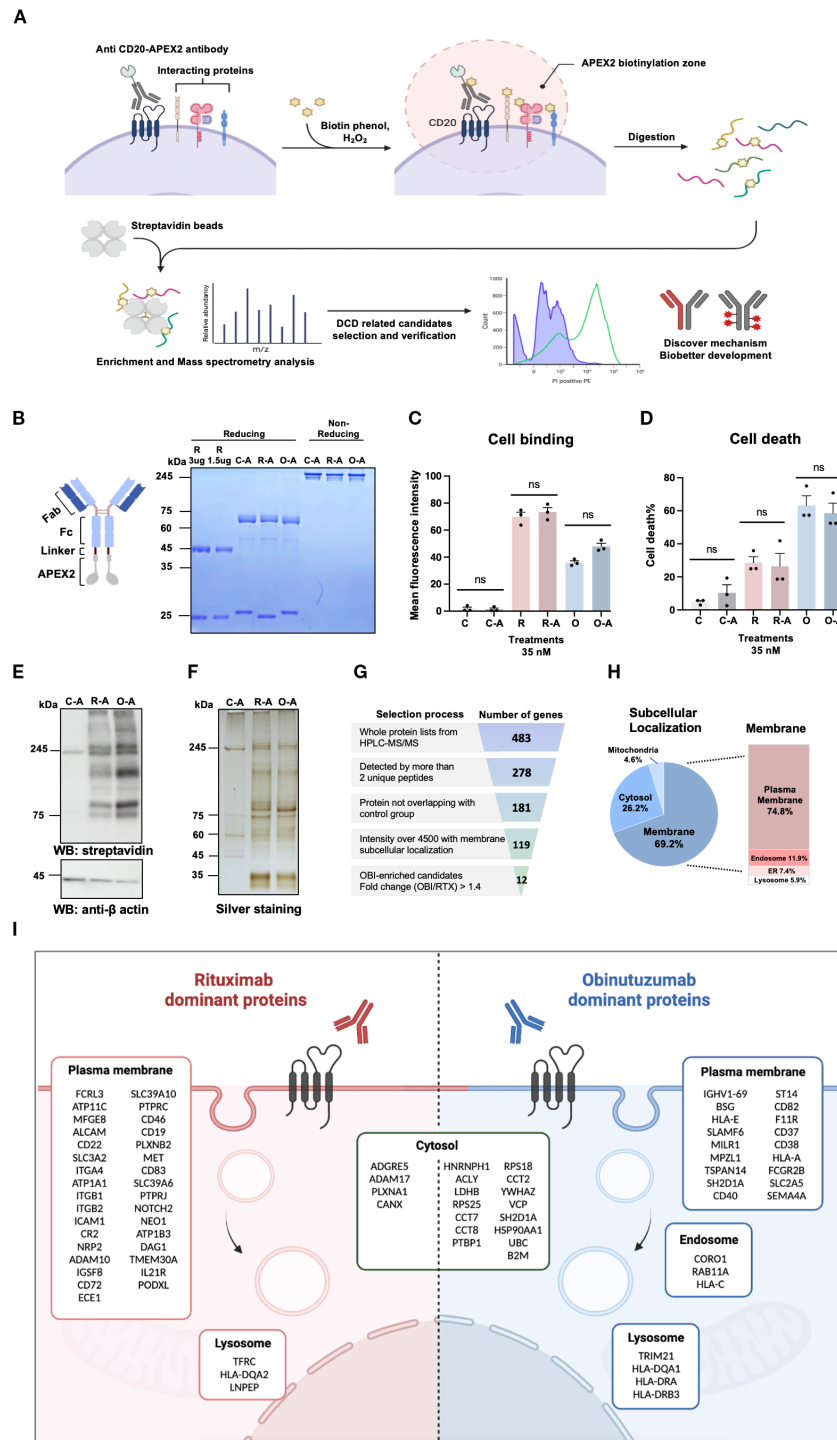 A
Anti CD20-APEX2 antibody
Interacting proteins
Biotin phenol,
H₂O₂
CD20
APEX2 biotinylation zone
Digestion
Streptavidin beads
Relative abundancy
m/z
Enrichment and Mass spectrometry analysis
DCD related candidates
selection and verification
Count
1000
800
600
400
200
0
0
PI positive PE
Discover mechanism
Biobetter development
B
Fab
Fc
Linker
APEX2
Reducing
Non-
Reducing
R
3ug
R
1.5ug
C-A
R-A
O-A
C-A
R-A
O-A
kDa
245
75
60
45
35
25
C
Cell binding
Mean fluorescence intensity
100
80
60
40
20
0
ns
ns
ns
C
C-A
R
R-A
O
O-A
Treatments
35 nM
D
Cell death
Cell death%
80
60
40
20
0
ns
ns
ns
C
C-A
R
R-A
O
O-
Treatments
35 nM
E
kDa
C-A
R-A
O-A
245
75
WB: streptavidin
45
WB: anti-β actin
F
kDa
C-A
R-A
O-A
245
75
60
45
35
Silver staining
G
Selection process
Number of genes
Whole protein lists from
HPLC-MS/MS
483
Detected by more than
2 unique peptides
278
Protein not overlapping with
control group
181
Intensity over 4500 with membrane
subcellular localization
119
OBI-enriched candidates
Fold change (OBI/RTX) > 1.4
12
H
Subcellular
Localization
Mitochondria
4.6%
Cytosol
26.2%
Membrane
69.2%
Membrane
Plasma
Membrane
74.8%
Endosome 11.9%
ER 7.4%
Lysosome 5.9%
I
Rituximab
dominant proteins
Obinutuzumab
dominant proteins
Plasma membrane
FCRL3 SLC39A10
ATP11C PTPRC
MFGE8 CD46
ALCAM CD19
CD22 PLXNB2
SLC3A2 MET
ITGA4 CD83
ATP1A1 SLC39A6
ITGB1 PTPRJ
ITGB2 NOTCH2
ICAM1 NEO1
CR2 ATP1B3
NRP2 DAG1
ADAM10 TMEM30A
IGSF8 IL21R
CD72 PODXL
ECE1
Lysosome
TFRC
HLA-DQA2
LNPEP
Cytosol
ADGRE5
ADAM17
PLXNA1
CANX
HNRNPH1 RPS18
ACLY CCT2
LDHB YWHAZ
RPS25 VCP
CCT7 SH2D1A
CCT8 HSP90AA1
PTBP1 UBC
B2M
Plasma membrane
IGHV1-69 ST14
BSG CD82
HLA-E F11R
SLAMF6 CD37
MILR1 CD38
MPZL1 HLA-A
TSPAN14 FCGR2B
SH2D1A SLC2A5
CD40 SEMA4A
Endosome
CORO1
RAB11A
HLA-C
Lysosome
TRIM21
HLA-DQA1
HLA-DRA
HLA-DRB3